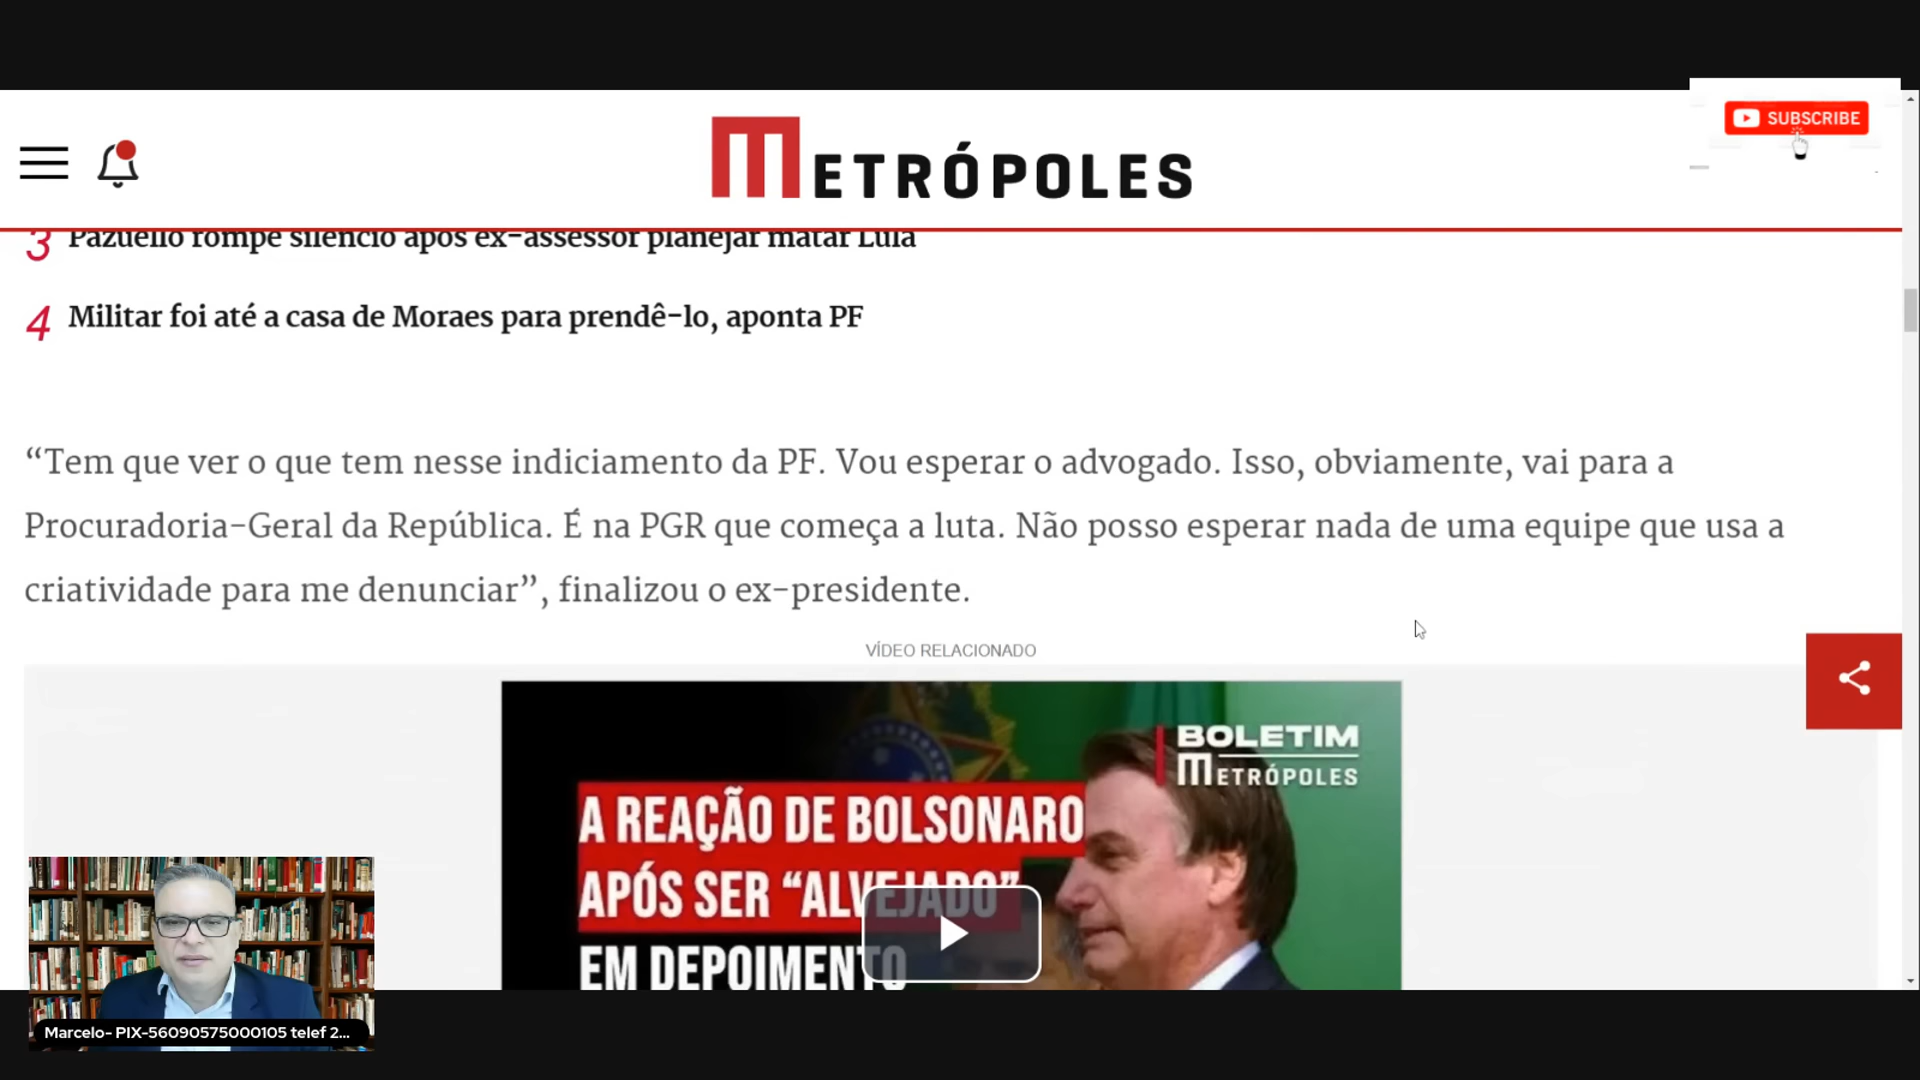 METRÓPOLES
SUBSCRIBE
3 Pazuello rompe silêncio após ex-assessor planejar matar Lula
4 Militar foi até a casa de Moraes para prendê-lo, aponta PF
“Tem que ver o que tem nesse indiciamento da PF. Vou esperar o advogado. Isso, obviamente, vai para a
Procuradoria-Geral da República. É na PGR que começa a luta. Não posso esperar nada de uma equipe que usa a
criatividade para me denunciar”, finalizou o ex-presidente.
VÍDEO RELACIONADO
BOLETIM
METRÓPOLES
A REAÇÃO DE BOLSONARO
APÓS SER “ALVEJADO”
EM DEPOIMENTO
Marcelo- PIX-56090575000105 telef 2...